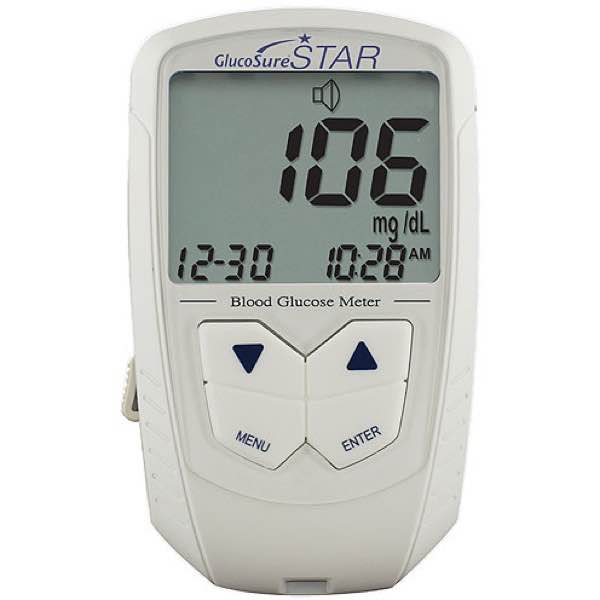 GlucoSure® STAR
106
mg/dL
12-30 10:28 AM
Blood Glucose Meter
MENU ENTER